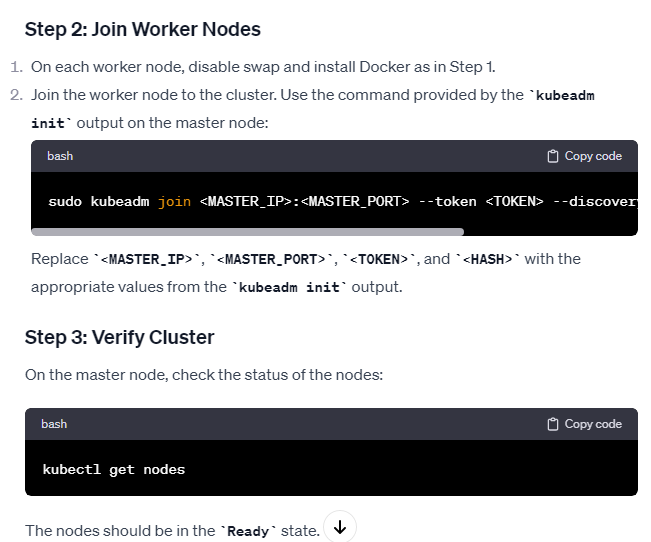 Step 2: Join Worker Nodes
1. On each worker node, disable swap and install Docker as in Step 1.
2. Join the worker node to the cluster. Use the command provided by the `kubeadm
init` output on the master node:
bash Copy code
sudo kubeadm join <MASTER_IP>:<MASTER_PORT> --token <TOKEN> --discovery
Replace `<MASTER_IP>`, `<MASTER_PORT>`, `<TOKEN>`, and `<HASH>` with the
appropriate values from the `kubeadm init` output.
Step 3: Verify Cluster
On the master node, check the status of the nodes:
bash Copy code
kubectl get nodes
The nodes should be in the `Ready` state.